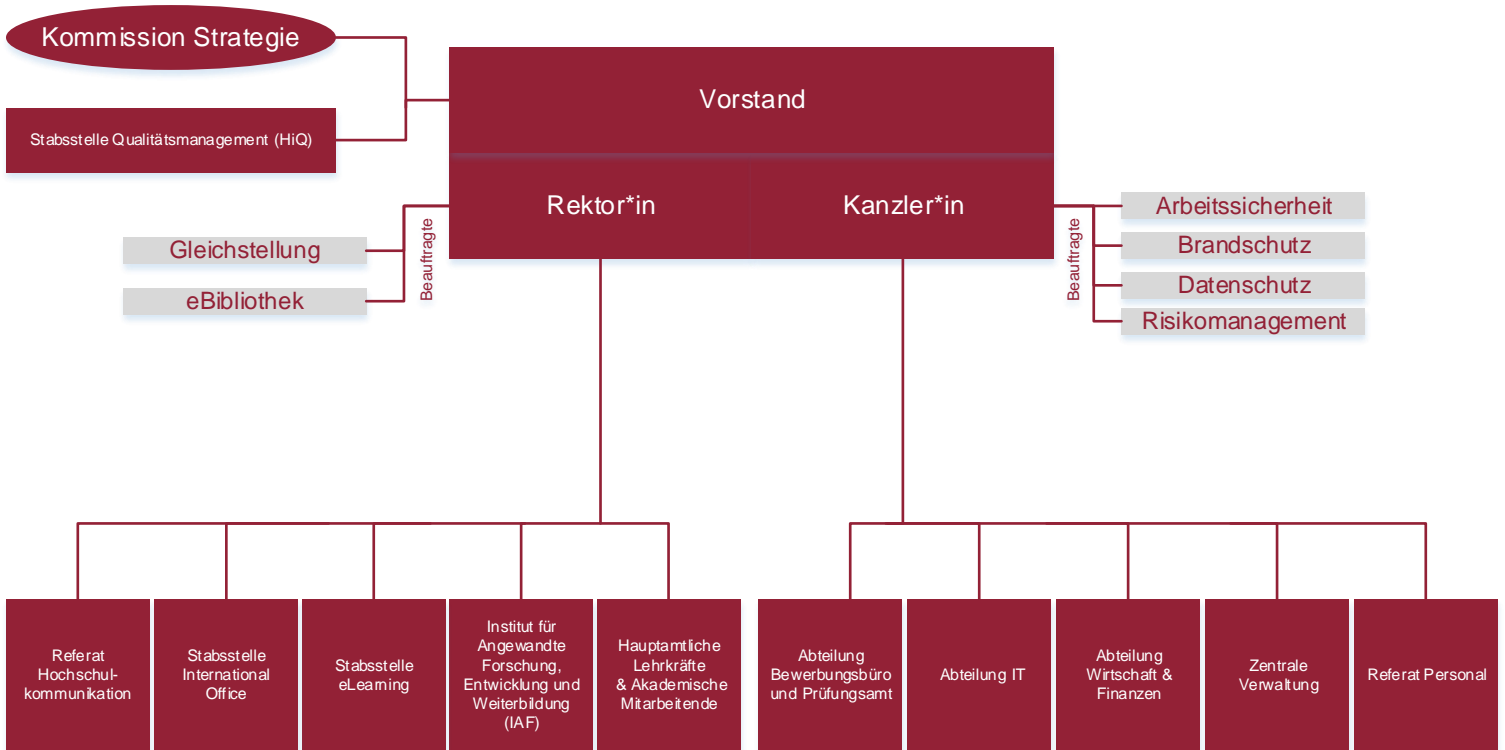 Kommission Strategie
Stabsstelle Qualitätsmanagement (HiQ)
Vorstand
Rektor*in
Kanzler*in
Beauftragte
Gleichstellung
eBibliothek
Beauftragte
Arbeitssicherheit
Brandschutz
Datenschutz
Risikomanagement
Referat
Hochschul-
kommunikation
Stabsstelle
International
Office
Stabsstelle
eLearning
Institut für
Angewandte
Forschung,
Entwicklung und
Weiterbildung
(IAF)
Hauptamtliche
Lehrkräfte
& Akademische
Mitarbeitende
Abteilung
Bewerbungsbüro
und Prüfungsamt
Abteilung IT
Abteilung
Wirtschaft &
Finanzen
Zentrale
Verwaltung
Referat Personal